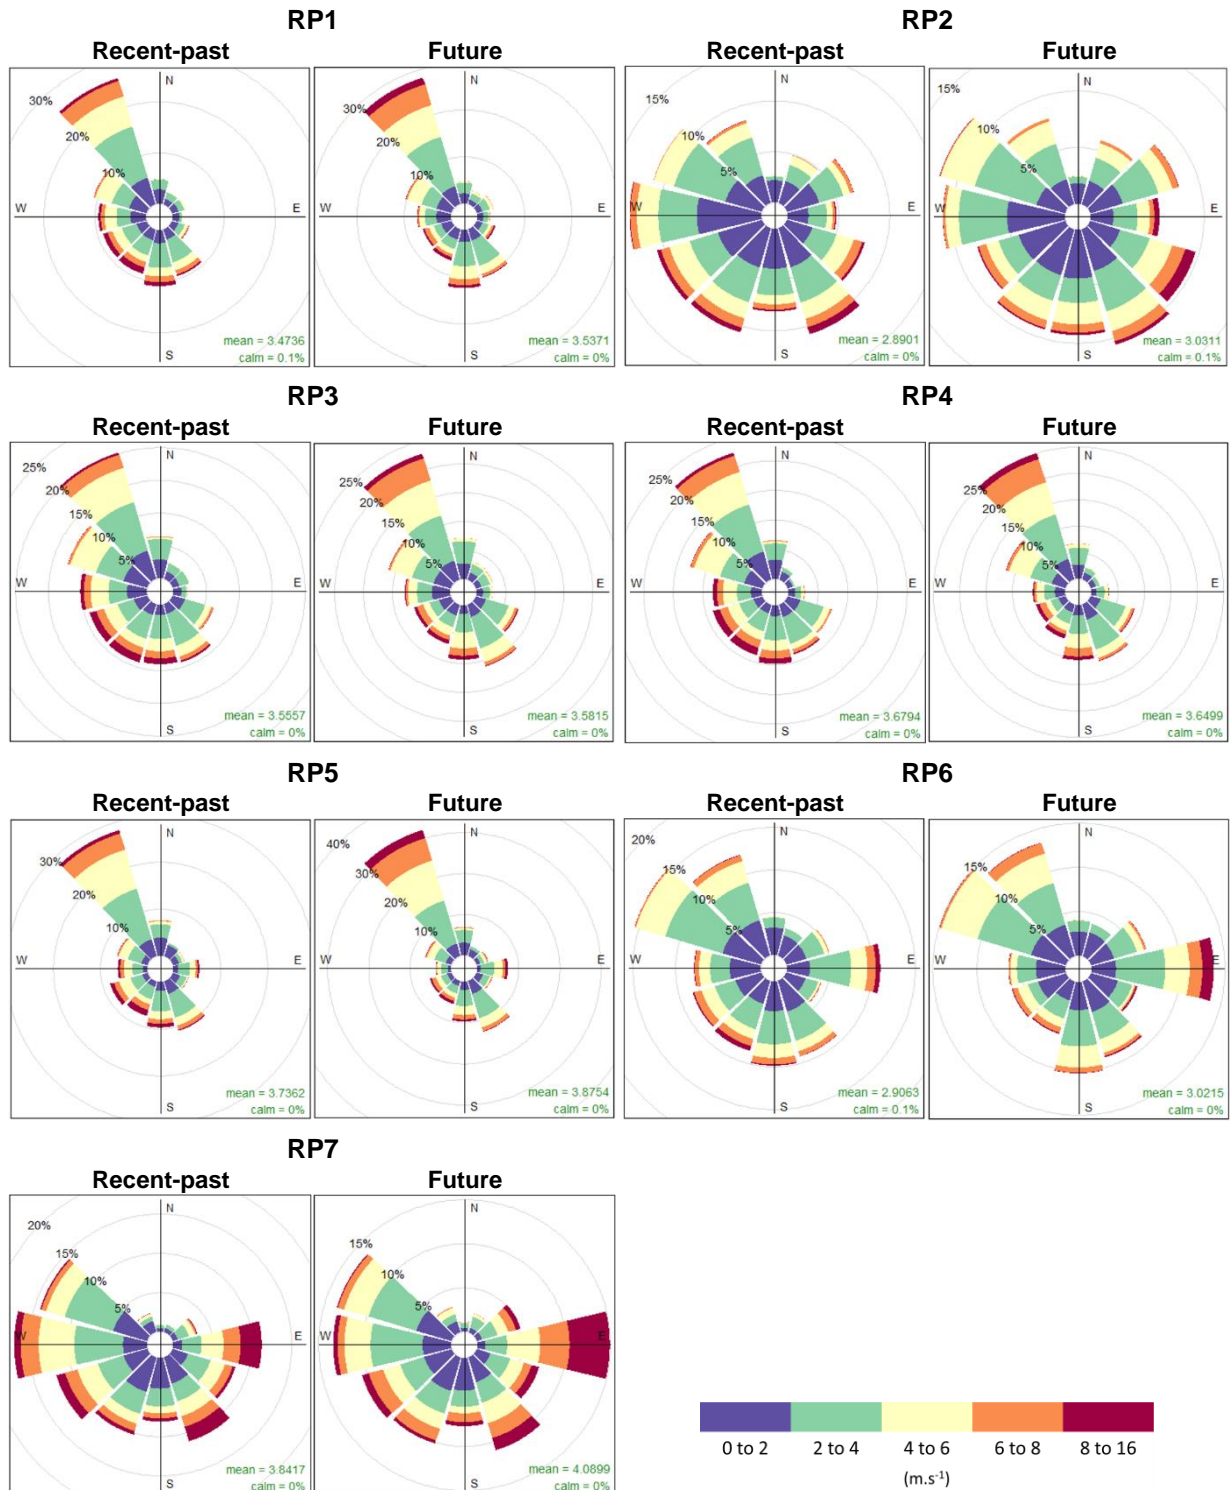 RP1
Recent-past
Future
N
30%
20%
10%
W
E
S
mean = 3.4736
calm = 0.1%
N
30%
20%
10%
W
E
S
mean = 3.5371
calm = 0%
RP2
Recent-past
Future
N
15%
10%
5%
W
E
S
mean = 2.8901
calm = 0%
N
15%
10%
5%
W
E
S
mean = 3.0311
calm = 0.1%
RP3
Recent-past
Future
N
25%
20%
15%
10%
5%
W
E
S
mean = 3.5557
calm = 0%
N
25%
20%
15%
10%
5%
W
E
S
mean = 3.5815
calm = 0%
RP4
Recent-past
Future
N
25%
20%
15%
10%
5%
W
E
S
mean = 3.6794
calm = 0%
N
25%
20%
15%
10%
5%
W
E
S
mean = 3.6499
calm = 0%
RP5
Recent-past
Future
N
30%
20%
10%
W
E
S
mean = 3.7362
calm = 0%
N
40%
30%
20%
10%
W
E
S
mean = 3.8754
calm = 0%
RP6
Recent-past
Future
N
20%
15%
10%
5%
W
E
S
mean = 2.9063
calm = 0.1%
N
15%
10%
5%
W
E
S
mean = 3.0215
calm = 0%
RP7
Recent-past
Future
N
20%
15%
10%
5%
W
E
S
mean = 3.8417
calm = 0%
N
15%
10%
5%
W
E
S
mean = 4.0899
calm = 0%
0 to 2
2 to 4
4 to 6
6 to 8
8 to 16
(m.s⁻¹)